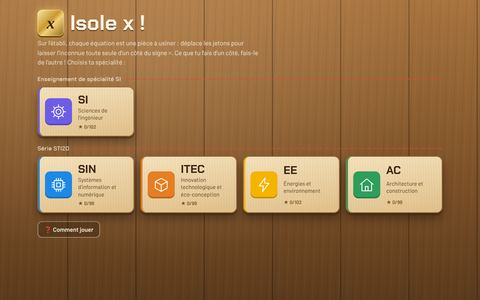 x Isole x !
Sur l'établi, chaque équation est une pièce à usiner : déplace les jetons pour
laisser l'inconnue toute seule d'un côté du signe =. Ce que tu fais d'un côté, fais-le
de l'autre ! Choisis ta spécialité :
Enseignement de spécialité SI
SI
Sciences de
l'ingénieur
★ 0/102
Série STI2D
SIN
Systèmes
d'information et
numérique
★ 0/98
ITEC
Innovation
technologique et
éco-conception
★ 0/98
EE
Énergies et
environnement
★ 0/102
AC
Architecture et
construction
★ 0/98
❓ Comment jouer